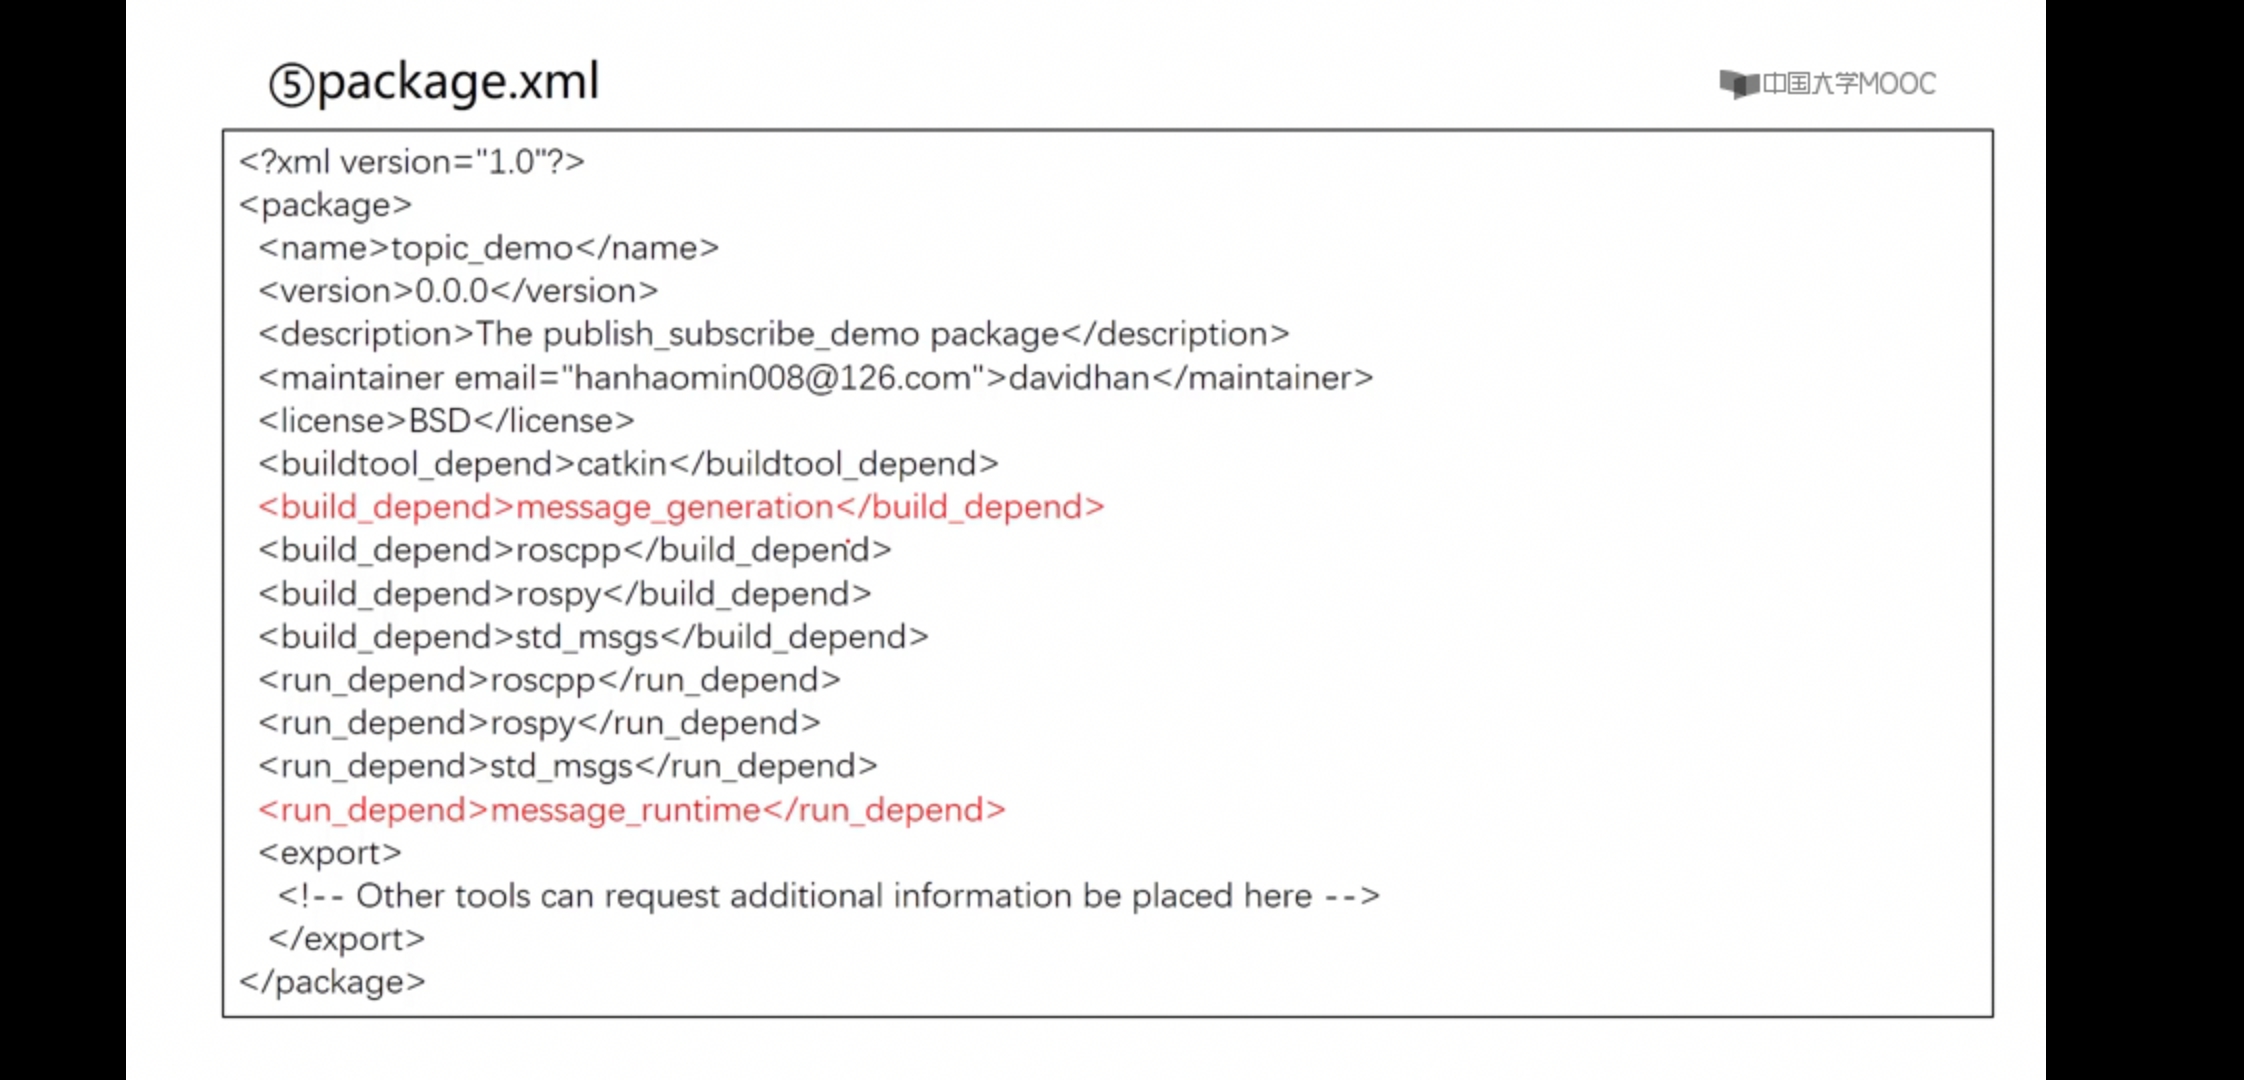 ⑤package.xml
中国大学MOOC
<?xml version="1.0"?>
<package>
<name>topic_demo</name>
<version>0.0.0</version>
<description>The publish_subscribe_demo package</description>
<maintainer email="hanhaomin008@126.com">davidhan</maintainer>
<license>BSD</license>
<buildtool_depend>catkin</buildtool_depend>
<build_depend>message_generation</build_depend>
<build_depend>roscpp</build_depend>
<build_depend>rospy</build_depend>
<build_depend>std_msgs</build_depend>
<run_depend>roscpp</run_depend>
<run_depend>rospy</run_depend>
<run_depend>std_msgs</run_depend>
<run_depend>message_runtime</run_depend>
<export>
<!-- Other tools can request additional information be placed here -->
</export>
</package>